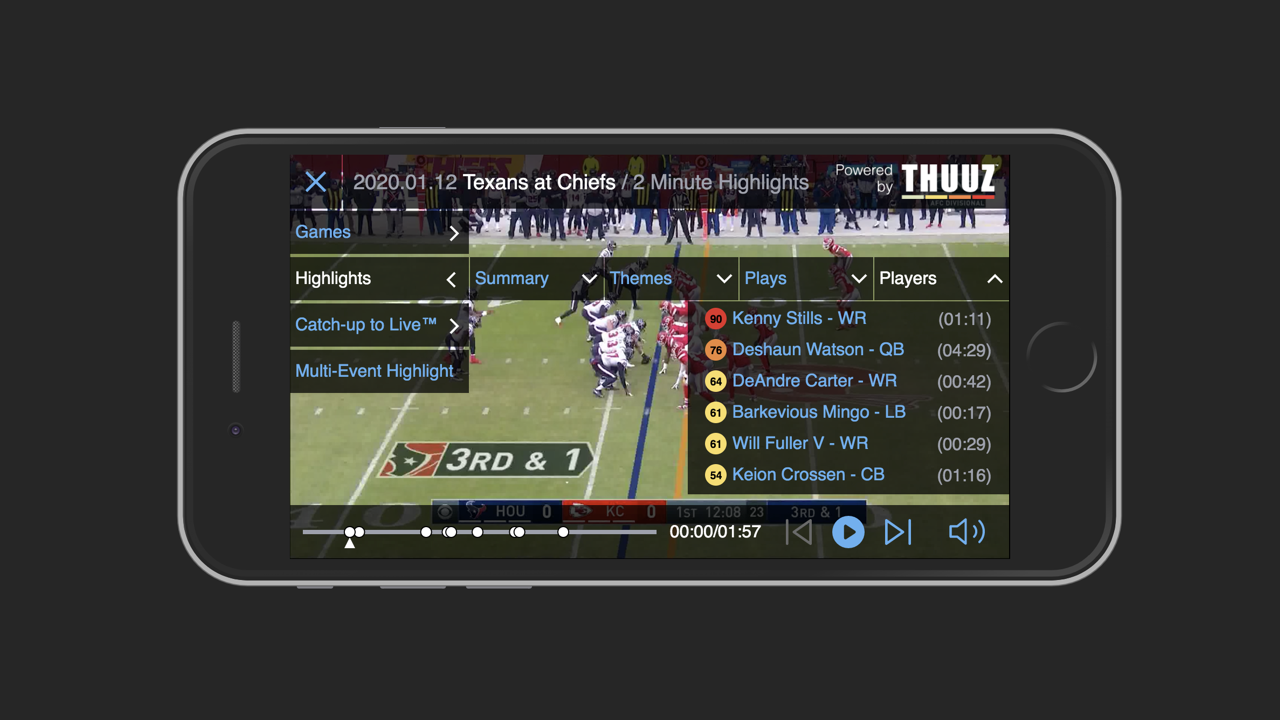 2020.01.12 Texans at Chiefs / 2 Minute Highlights
Powered by THUUZ
AFC DIVISIONAL
Games
Highlights
Summary
Themes
Plays
Players
Catch-up to Live™
Multi-Event Highlight
90 Kenny Stills - WR (01:11)
76 Deshaun Watson - QB (04:29)
64 DeAndre Carter - WR (00:42)
61 Barkevious Mingo - LB (00:17)
61 Will Fuller V - WR (00:29)
54 Keion Crossen - CB (01:16)
3RD & 1
HOU 0 KC 0 1ST 12:08 23 3RD & 1
00:00/01:57